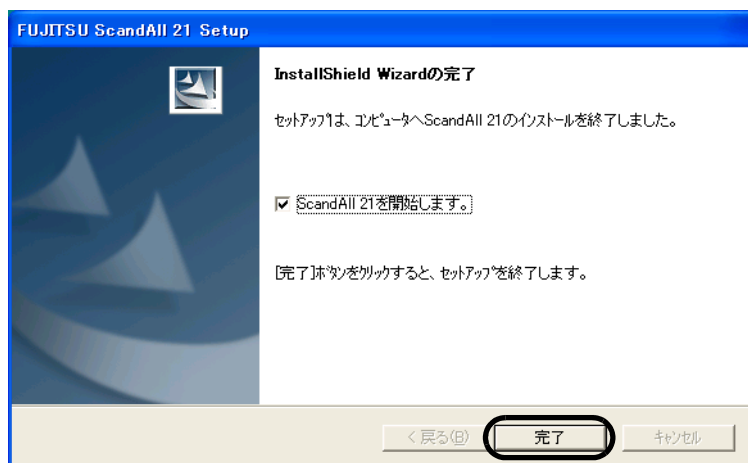 FUJITSU ScandAll 21 Setup
InstallShield Wizardの完了
セットアップは、コンピュータへScandAll 21のインストールを終了しました。
ScandAll 21を開始します。
[完了]ボタンをクリックすると、セットアップを終了します。
< 戻る(B)
完了
キャンセル